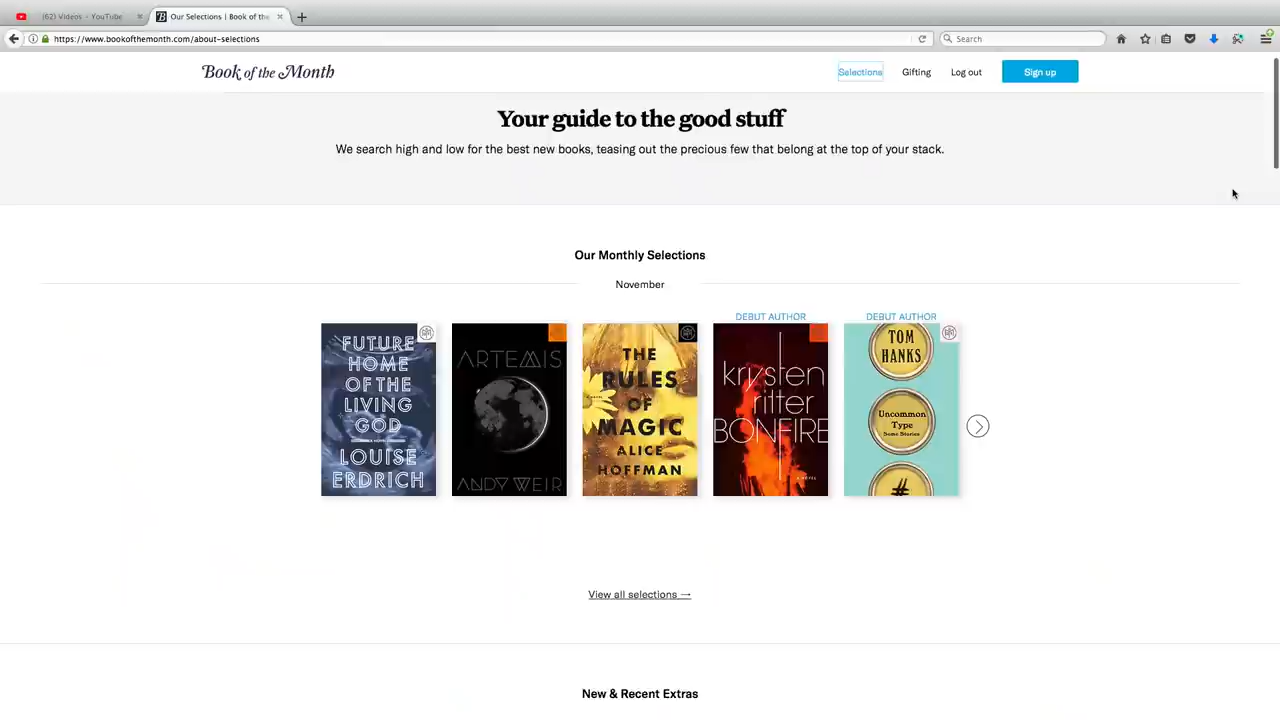 (62) Videos - YouTube
Our Selections | Book of the
https://www.bookofthemonth.com/about-selections
Search
Book of the Month
Selections
Gifting
Log out
Sign up
Your guide to the good stuff
We search high and low for the best new books, teasing out the precious few that belong at the top of your stack.
Our Monthly Selections
November
DEBUT AUTHOR
DEBUT AUTHOR
FUTURE
HOME
OF THE
LIVING
GOD
A NOVEL
LOUISE
ERDRICH
ARTEMIS
ANDY WEIR
THE
RULES
OF
MAGIC
ALICE
HOFFMAN
krysten
ritter
BONFIRE
A NOVEL
TOM
HANKS
Uncommon
Type
Some Stories
#
View all selections →
New & Recent Extras